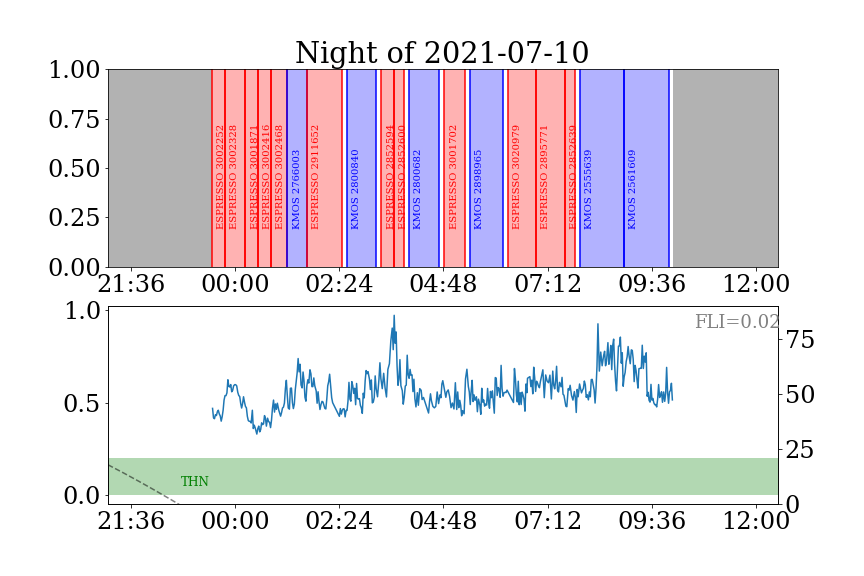 Night of 2021-07-10
1.00
0.75
0.50
0.25
0.00
ESPRESSO 3002252
ESPRESSO 3002328
ESPRESSO 3001871
ESPRESSO 3002416
ESPRESSO 3002468
KMOS 2766003
ESPRESSO 2911652
KMOS 2800840
ESPRESSO 2852594
ESPRESSO 2852600
KMOS 2800682
ESPRESSO 3001702
KMOS 2898965
ESPRESSO 3020979
ESPRESSO 2895771
ESPRESSO 2852639
KMOS 2555639
KMOS 2561609
21:36 00:00 02:24 04:48 07:12 09:36 12:00
FLI=0.02
1.0
0.5
0.0
75
50
25
0
THN
21:36 00:00 02:24 04:48 07:12 09:36 12:00